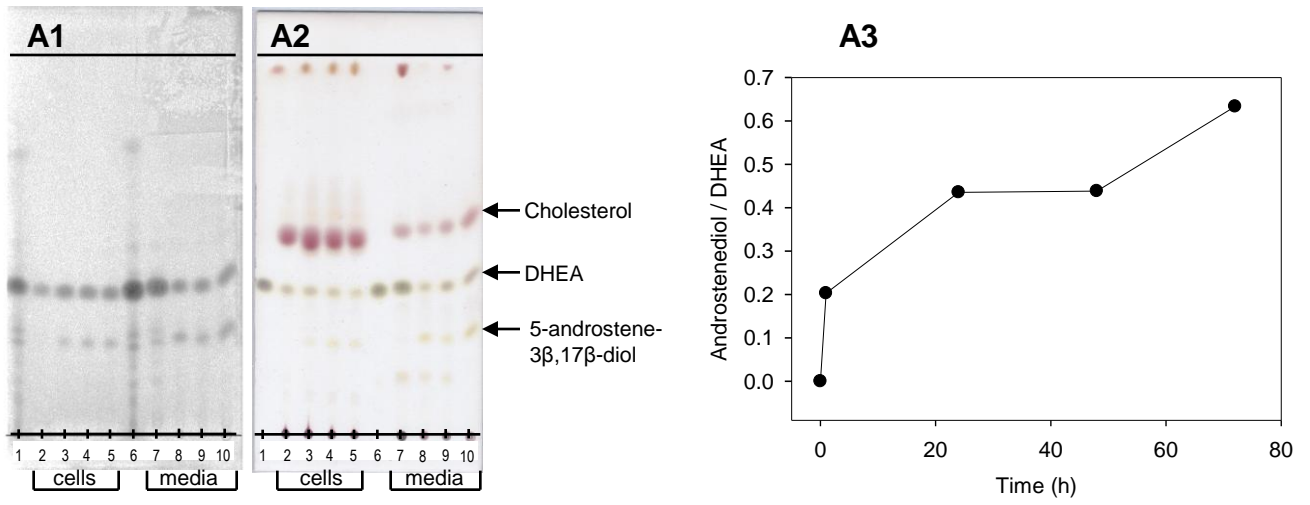 A1
A2
A3
Cholesterol
DHEA
5-androstene-
3β,17β-diol
1 2 3 4 5 6 7 8 9 10
cells media
1 2 3 4 5 6 7 8 9 10
cells media
Androstenediol / DHEA
0.7
0.6
0.5
0.4
0.3
0.2
0.1
0.0
0 20 40 60 80
Time (h)